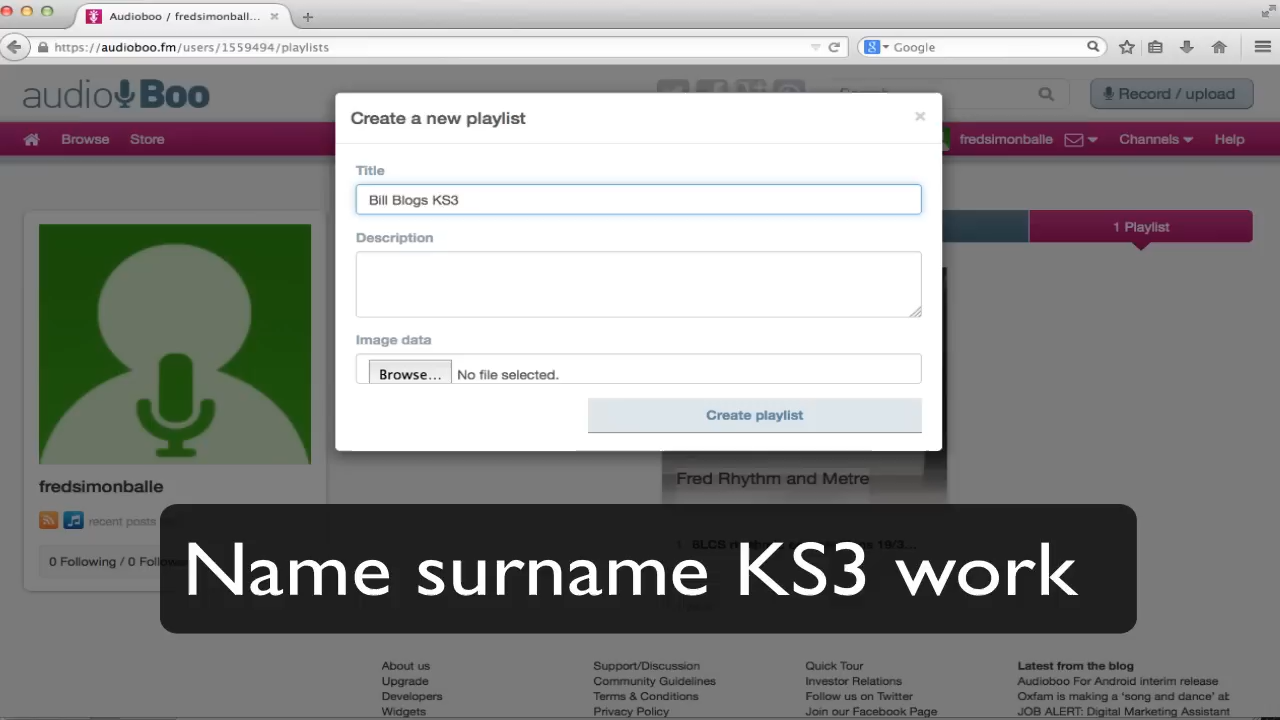 Audioboo / fredsimonball...
https://audioboo.fm/users/1559494/playlists
Google
audioBoo
Record / upload
Browse
Store
fredsimonballe
Channels
Help
Create a new playlist
Title
Bill Blogs KS3
Description
Image data
Browse...
No file selected.
Create playlist
1 Playlist
fredsimonballe
recent posts
0 Following / 0
Fred Rhythm and Metre
Name surname KS3 work
About us
Upgrade
Developers
Widgets
Support/Discussion
Community Guidelines
Terms & Conditions
Privacy Policy
Quick Tour
Investor Relations
Follow us on Twitter
Join our Facebook Page
Latest from the blog
Audioboo For Android interim release
Oxfam is making a 'song and dance' ab
JOB ALERT: Digital Marketing Assistant